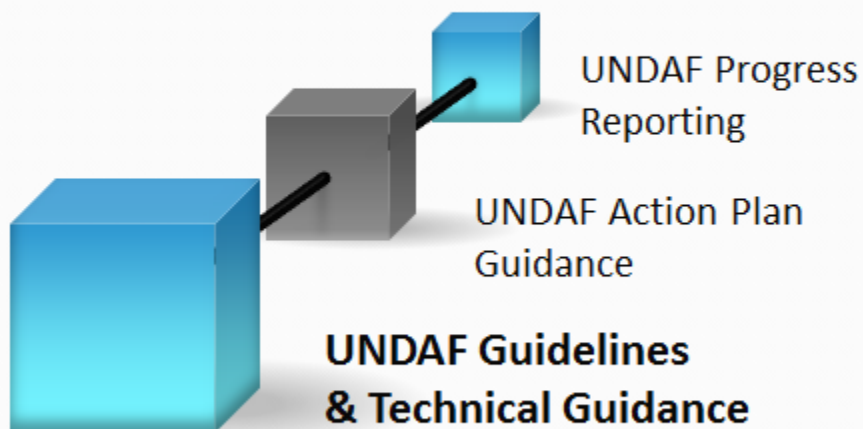 UNDAF Progress
Reporting
UNDAF Action Plan
Guidance
UNDAF Guidelines
& Technical Guidance